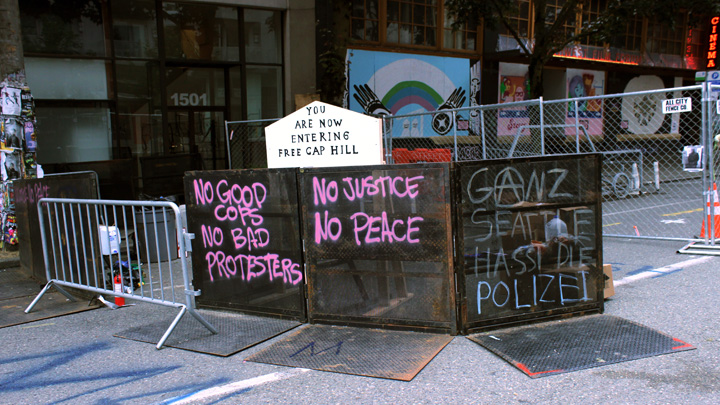 1501
CINEMA
ALL CITY
FENCE CO.
YOU
ARE NOW
ENTERING
FREE CAP HILL
NO GOOD
COPS
NO BAD
PROTESTERS
NO JUSTICE
NO PEACE
GANZ
SEATTLE
HASST DIE
POLIZEI